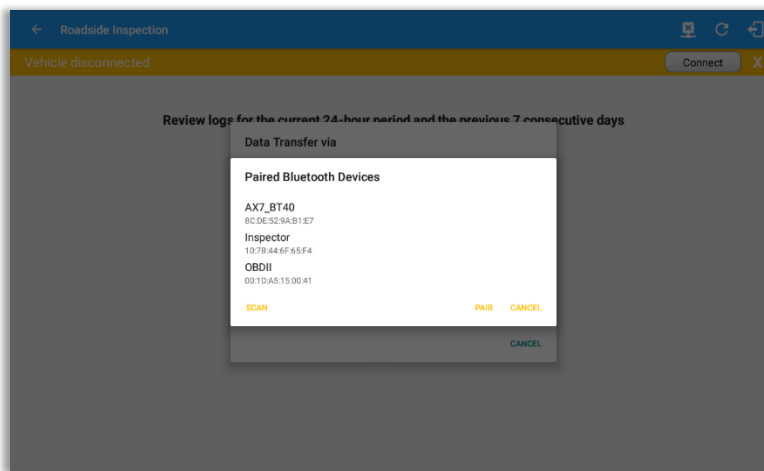 Roadside Inspection
Vehicle disconnected
Connect
X
Review logs for the current 24-hour period and the previous 7 consecutive days
Data Transfer via
Paired Bluetooth Devices
AX7_BT40
8C:DE:52:9A:B1:E7
Inspector
10:78:44:6F:65:F4
OBDII
00:1D:A5:15:00:41
SCAN
PAIR
CANCEL
CANCEL